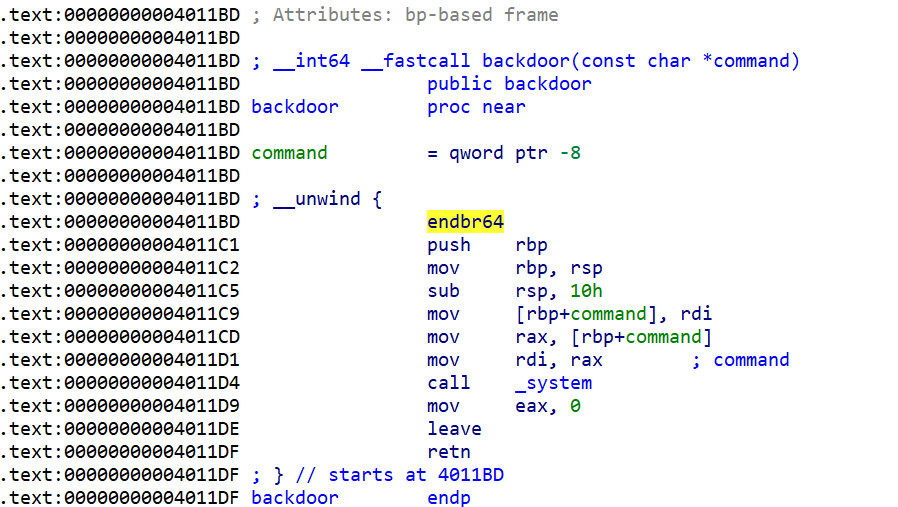 .text:00000000004011BD ; Attributes: bp-based frame
.text:00000000004011BD
.text:00000000004011BD ; __int64 __fastcall backdoor(const char *command)
.text:00000000004011BD                 public backdoor
.text:00000000004011BD backdoor        proc near
.text:00000000004011BD
.text:00000000004011BD command         = qword ptr -8
.text:00000000004011BD
.text:00000000004011BD ; __unwind {
.text:00000000004011BD                 endbr64
.text:00000000004011C1                 push    rbp
.text:00000000004011C2                 mov     rbp, rsp
.text:00000000004011C5                 sub     rsp, 10h
.text:00000000004011C9                 mov     [rbp+command], rdi
.text:00000000004011CD                 mov     rax, [rbp+command]
.text:00000000004011D1                 mov     rdi, rax        ; command
.text:00000000004011D4                 call    _system
.text:00000000004011D9                 mov     eax, 0
.text:00000000004011DE                 leave
.text:00000000004011DF                 retn
.text:00000000004011DF ; } // starts at 4011BD
.text:00000000004011DF backdoor        endp